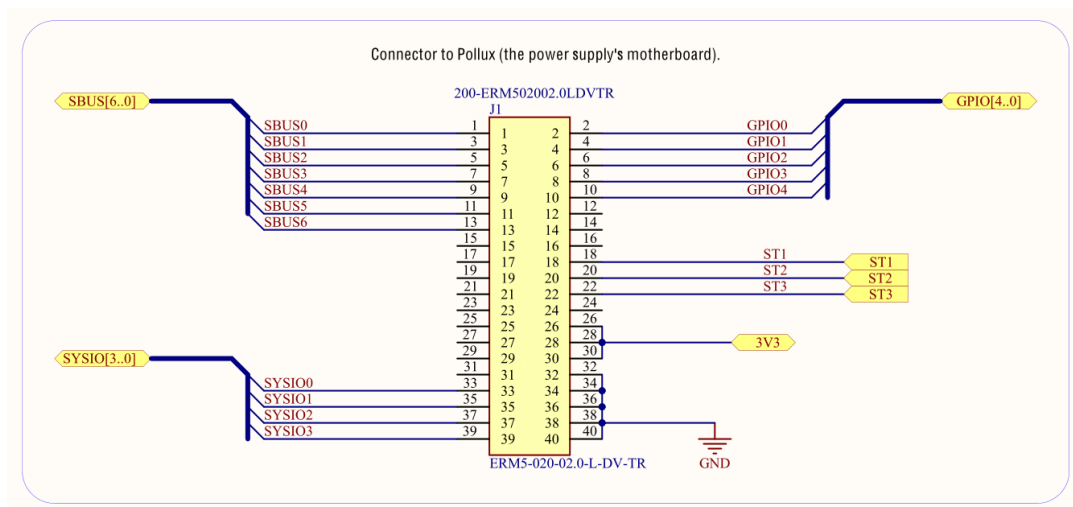 Connector to Pollux (the power supply's motherboard).
200-ERM502002.0LDVTR
J1
SBUS[6..0] GPIO[4..0]
SBUS0 1 1 2 2 GPIO0
SBUS1 3 3 4 4 GPIO1
SBUS2 5 5 6 6 GPIO2
SBUS3 7 7 8 8 GPIO3
SBUS4 9 9 10 10 GPIO4
SBUS5 11 11 12 12
SBUS6 13 13 14 14
15 15 16 16
17 17 18 18 ST1 ST1
19 19 20 20 ST2 ST2
21 21 22 22 ST3 ST3
23 23 24 24
25 25 26 26
27 27 28 28 3V3
29 29 30 30
SYSIO[3..0]
31 31 32 32
SYSIO0 33 33 34 34
SYSIO1 35 35 36 36
SYSIO2 37 37 38 38
SYSIO3 39 39 40 40
ERM5-020-02.0-L-DV-TR GND